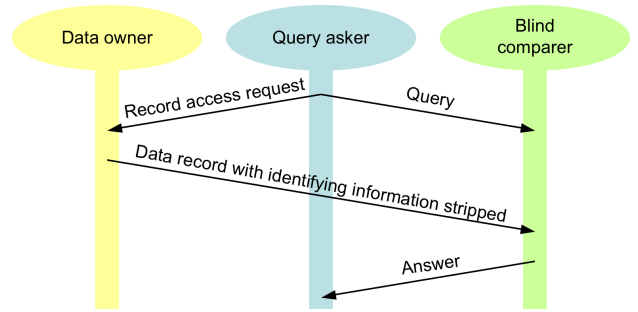 Data owner
Query asker
Blind
comparer
Record access request
Query
Data record with identifying information stripped
Answer